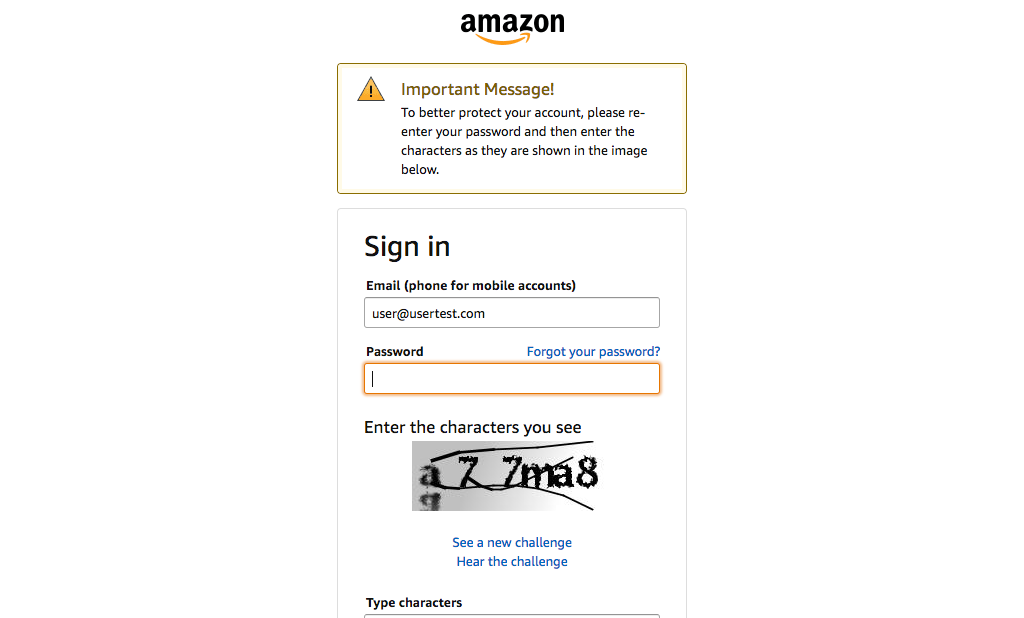 amazon
Important Message!
To better protect your account, please re-
enter your password and then enter the
characters as they are shown in the image
below.
Sign in
Email (phone for mobile accounts)
user@usertest.com
Password Forgot your password?
Enter the characters you see
See a new challenge
Hear the challenge
Type characters